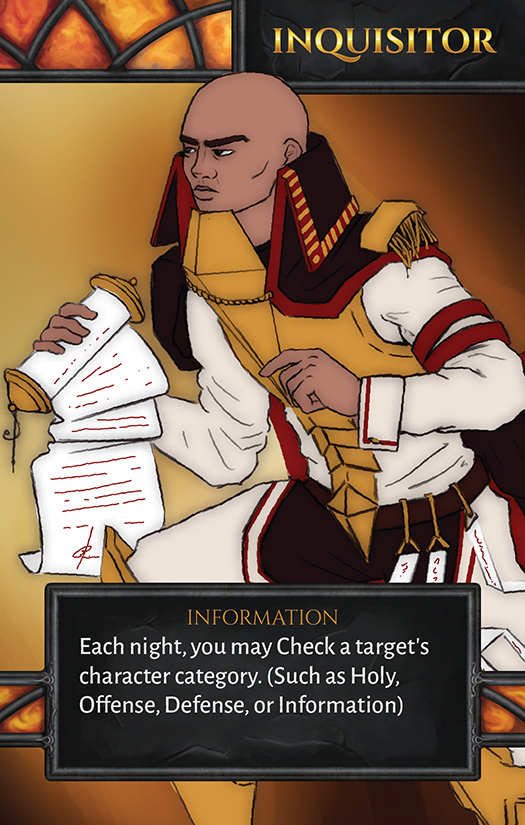 INQUISITOR
INFORMATION
Each night, you may Check a target's
character category. (Such as Holy,
Offense, Defense, or Information)